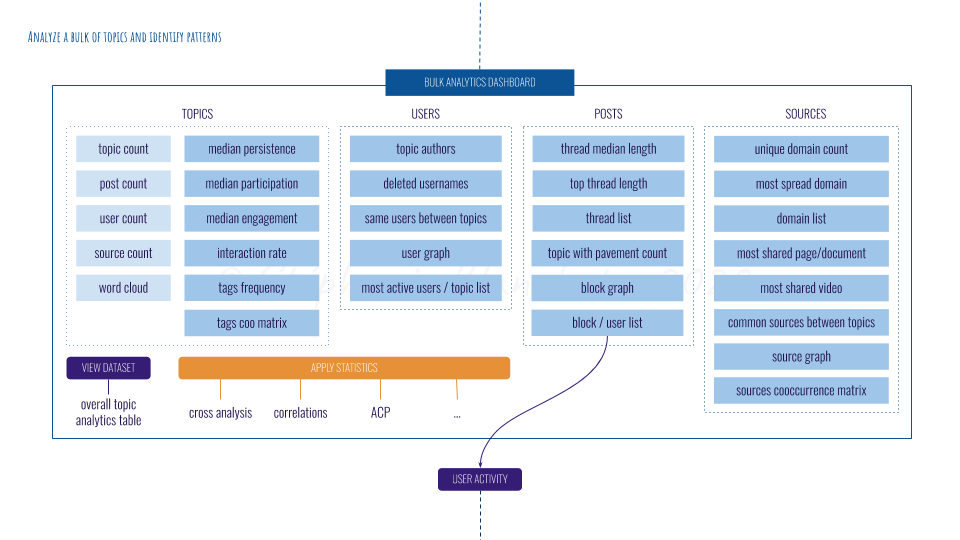 Analyze a bulk of topics and identify patterns
BULK ANALYTICS DASHBOARD
TOPICS
topic count
post count
user count
source count
word cloud
median persistence
median participation
median engagement
interaction rate
tags frequency
tags coo matrix
USERS
topic authors
deleted usernames
same users between topics
user graph
most active users / topic list
POSTS
thread median length
top thread length
thread list
topic with pavement count
block graph
block / user list
SOURCES
unique domain count
most spread domain
domain list
most shared page/document
most shared video
common sources between topics
source graph
sources cooccurrence matrix
VIEW DATASET
overall topic
analytics table
APPLY STATISTICS
cross analysis
correlations
ACP
...
USER ACTIVITY